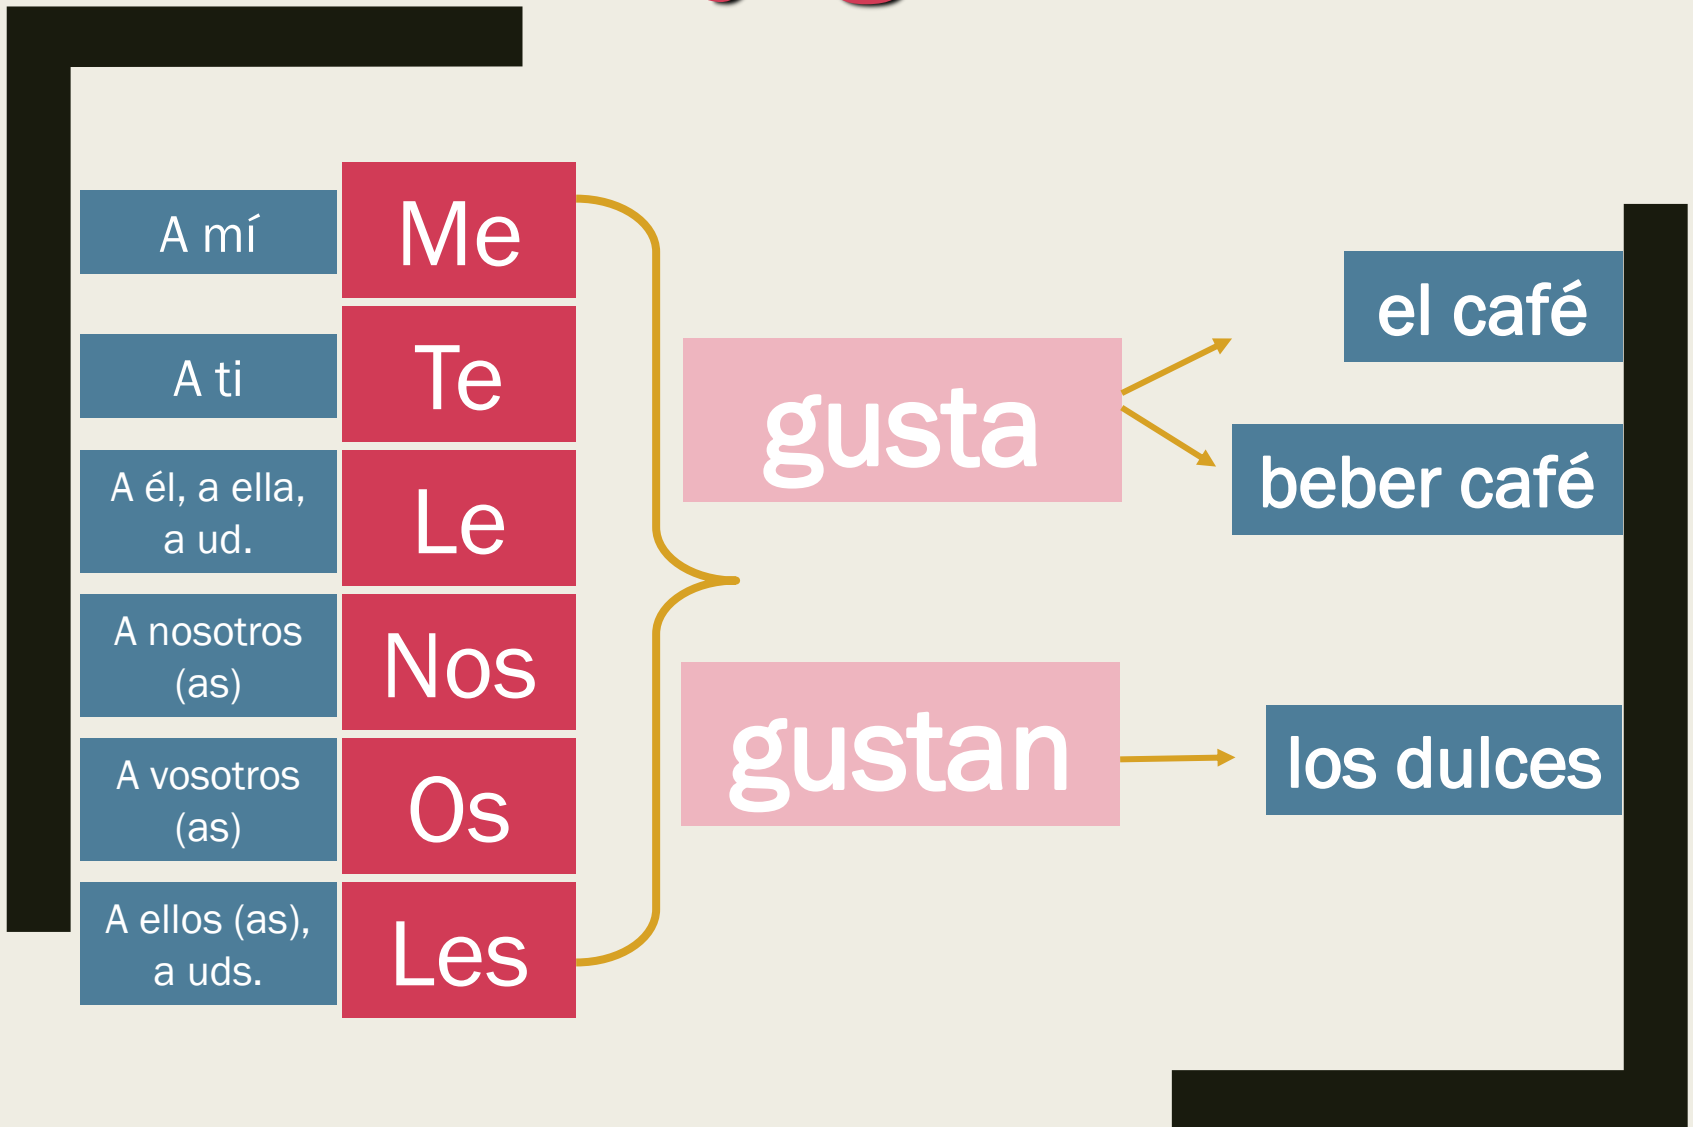 A mí
Me
A ti
Te
A él, a ella,
a ud.
Le
A nosotros
(as)
Nos
A vosotros
(as)
Os
A ellos (as),
a uds.
Les
gusta
gustan
el café
beber café
los dulces